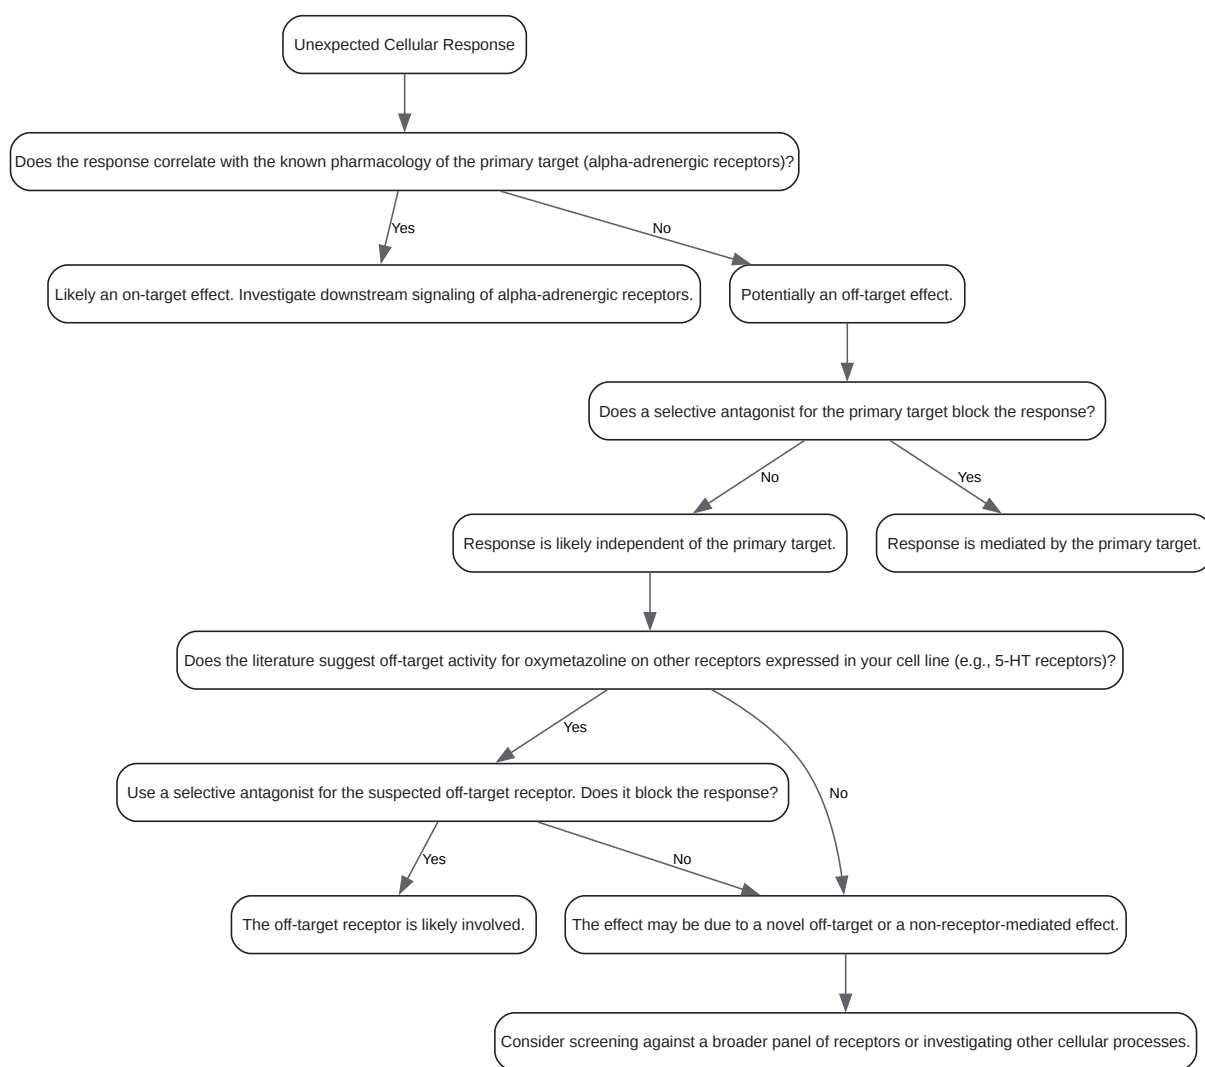 Unexpected Cellular Response
Does the response correlate with the known pharmacology of the primary target (alpha-adrenergic receptors)?
Yes
No
Likely an on-target effect. Investigate downstream signaling of alpha-adrenergic receptors.
Potentially an off-target effect.
Does a selective antagonist for the primary target block the response?
No
Yes
Response is likely independent of the primary target.
Response is mediated by the primary target.
Does the literature suggest off-target activity for oxymetazoline on other receptors expressed in your cell line (e.g., 5-HT receptors)?
Yes
Use a selective antagonist for the suspected off-target receptor. Does it block the response?
No
Yes
No
The off-target receptor is likely involved.
The effect may be due to a novel off-target or a non-receptor-mediated effect.
Consider screening against a broader panel of receptors or investigating other cellular processes.